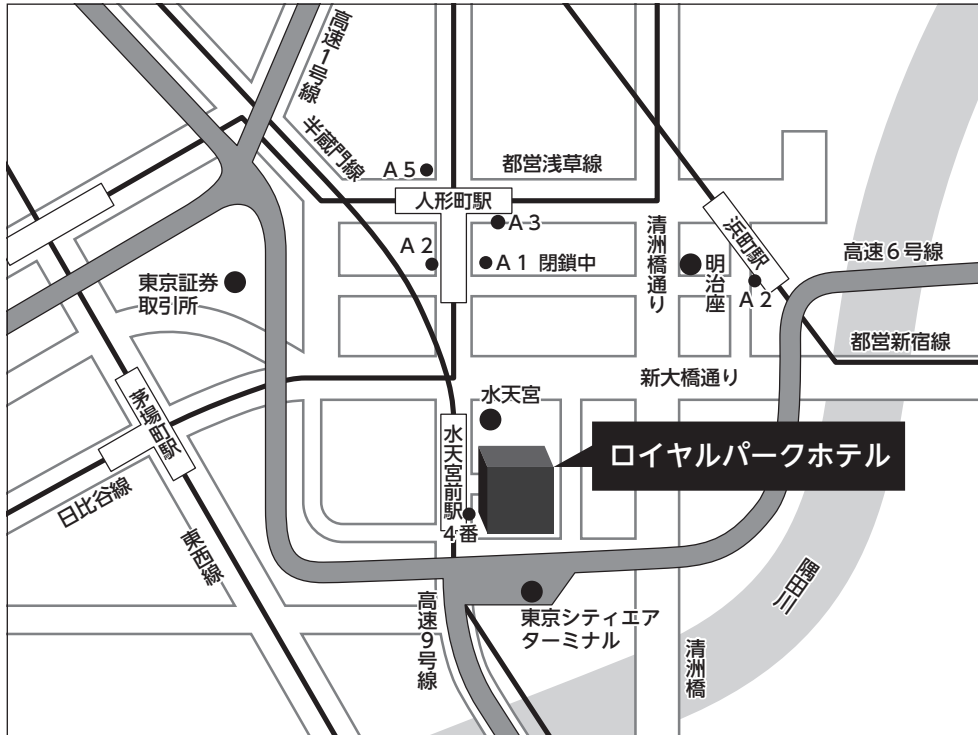 高速1号線
半蔵門線
A5
都営浅草線
人形町駅
A3
A2
A1 閉鎖中
清洲橋通り
明治座
浜町駅
A2
高速6号線
東京証券
取引所
都営新宿線
新大橋通り
水天宮
茅場町駅
水天宮前駅
ロイヤルパークホテル
4番
日比谷線
東西線
高速9号線
東京シティエア
ターミナル
隅田川
清洲橋